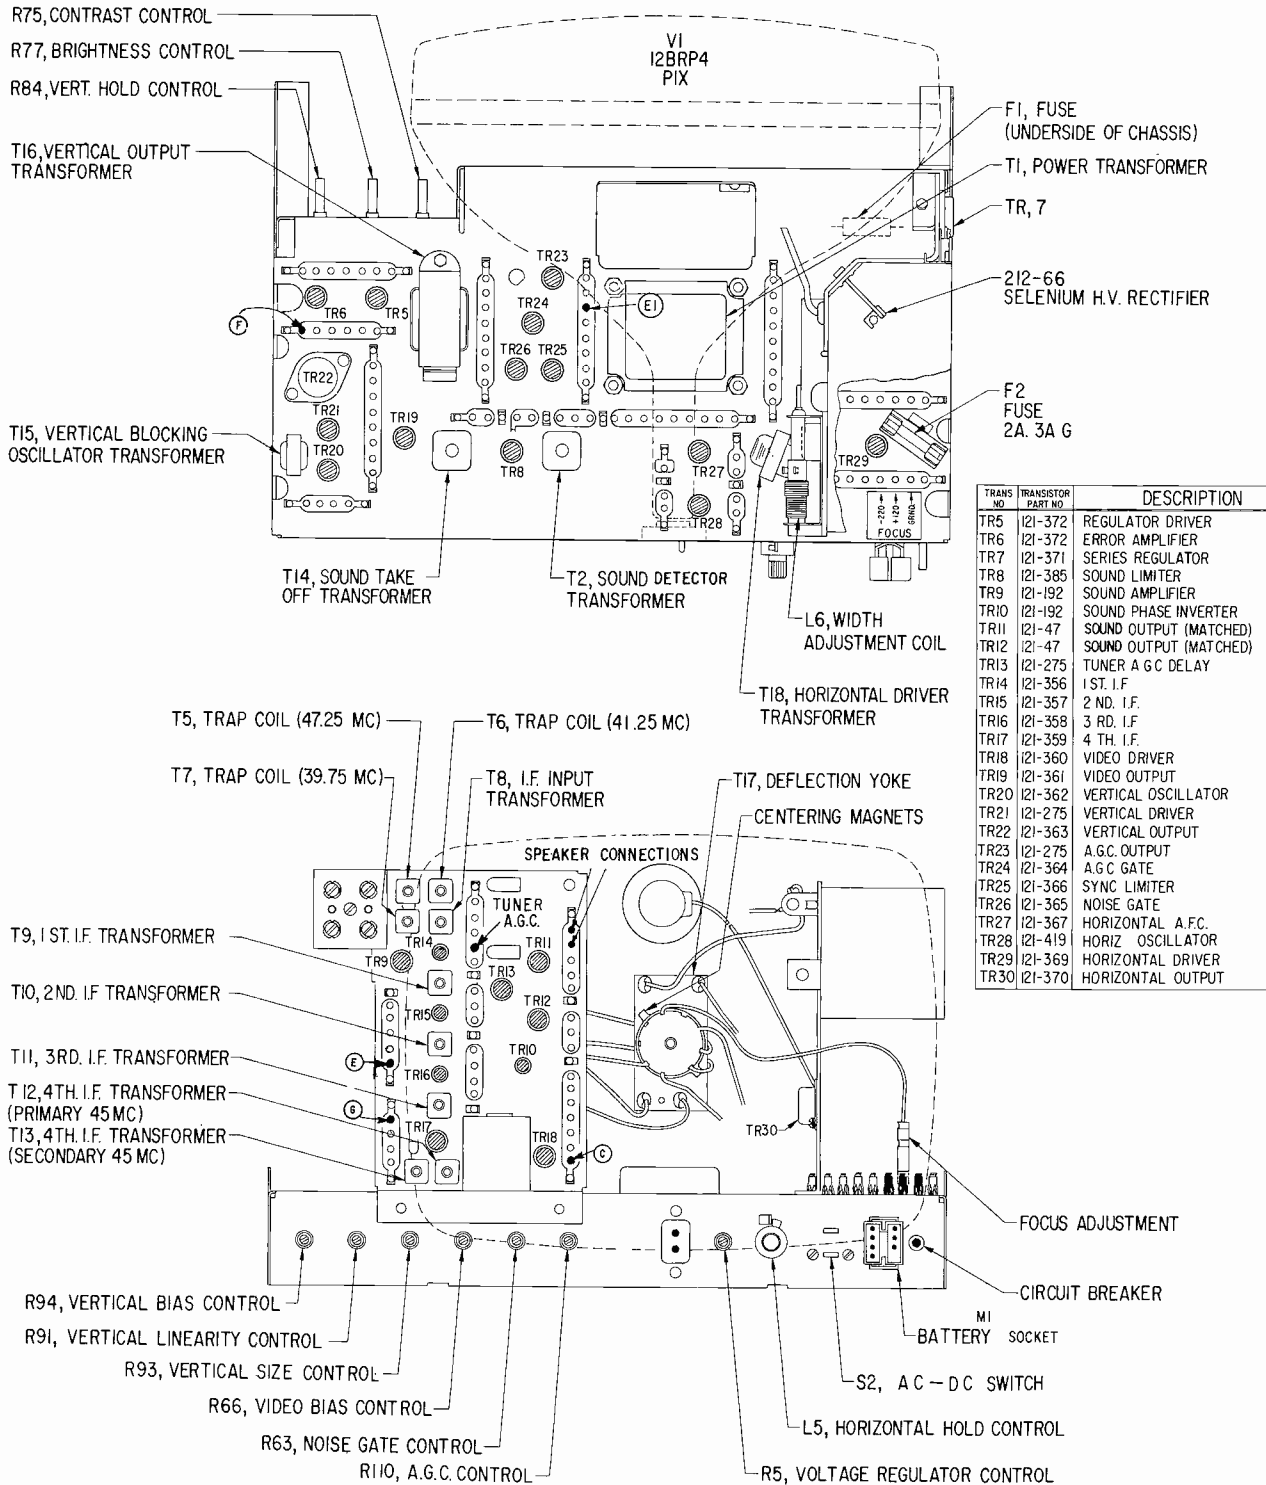 R75, CONTRAST CONTROL
R77, BRIGHTNESS CONTROL
R84, VERT. HOLD CONTROL
T16, VERTICAL OUTPUT
TRANSFORMER
V1
12BRP4
PIX
F1, FUSE
(UNDERSIDE OF CHASSIS)
T1, POWER TRANSFORMER
TR, 7
212-66
SELENIUM H.V. RECTIFIER
TR23
E1
TR24
TR6
TR5
F
TR26
TR25
TR22
TR21
TR19
TR20
TR8
TR27
TR28
TR29
F2
FUSE
2A. 3A G
T15, VERTICAL BLOCKING
OSCILLATOR TRANSFORMER
-220
+120
GRND.
FOCUS
T14, SOUND TAKE
OFF TRANSFORMER
T2, SOUND DETECTOR
TRANSFORMER
L6, WIDTH
ADJUSTMENT COIL
T18, HORIZONTAL DRIVER
TRANSFORMER
TRANS NO TRANSISTOR PART NO DESCRIPTION
TR5 121-372 REGULATOR DRIVER
TR6 121-372 ERROR AMPLIFIER
TR7 121-371 SERIES REGULATOR
TR8 121-385 SOUND LIMITER
TR9 121-192 SOUND AMPLIFIER
TR10 121-192 SOUND PHASE INVERTER
TR11 121-47 SOUND OUTPUT (MATCHED)
TR12 121-47 SOUND OUTPUT (MATCHED)
TR13 121-275 TUNER A G C DELAY
TR14 121-356 1 ST. I.F
TR15 121-357 2 ND. I.F.
TR16 121-358 3 RD. I.F
TR17 121-359 4 TH. I.F.
TR18 121-360 VIDEO DRIVER
TR19 121-361 VIDEO OUTPUT
TR20 121-362 VERTICAL OSCILLATOR
TR21 121-275 VERTICAL DRIVER
TR22 121-363 VERTICAL OUTPUT
TR23 121-275 A.G.C. OUTPUT
TR24 121-364 A.G C GATE
TR25 121-366 SYNC LIMITER
TR26 121-365 NOISE GATE
TR27 121-367 HORIZONTAL A.F.C.
TR28 121-419 HORIZ OSCILLATOR
TR29 121-369 HORIZONTAL DRIVER
TR30 121-370 HORIZONTAL OUTPUT
T5, TRAP COIL (47.25 MC)
T6, TRAP COIL (41.25 MC)
T7, TRAP COIL (39.75 MC)
T8, I.F. INPUT
TRANSFORMER
T17, DEFLECTION YOKE
CENTERING MAGNETS
SPEAKER CONNECTIONS
TUNER
A.G.C.
T9, 1 ST. I.F. TRANSFORMER
TR14
TR9
TR11
TR13
T10, 2ND. I.F TRANSFORMER
TR15
TR12
T11, 3RD. I.F. TRANSFORMER
TR10
E
TR16
T12, 4TH. I.F. TRANSFORMER
(PRIMARY 45 MC)
G
T13, 4TH. I.F. TRANSFORMER
(SECONDARY 45 MC)
TR17
TR18
C
TR30
FOCUS ADJUSTMENT
CIRCUIT BREAKER
M1
BATTERY SOCKET
R94, VERTICAL BIAS CONTROL
R91, VERTICAL LINEARITY CONTROL
R93, VERTICAL SIZE CONTROL
R66, VIDEO BIAS CONTROL
R63, NOISE GATE CONTROL
R110, A.G.C. CONTROL
S2, AC-DC SWITCH
L5, HORIZONTAL HOLD CONTROL
R5, VOLTAGE REGULATOR CONTROL